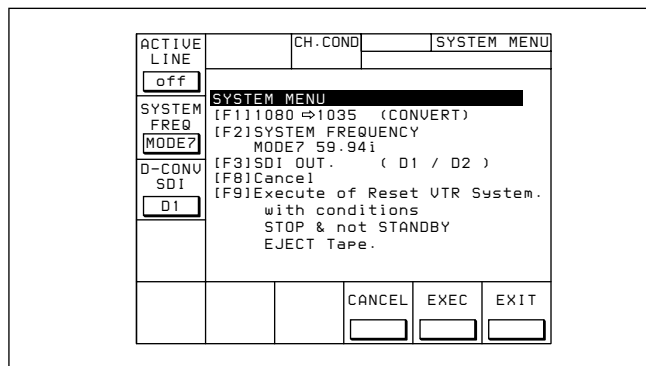 ACTIVE LINE
off
CH.COND
SYSTEM MENU
SYSTEM FREQ
MODE7
D-CONV SDI
D1
SYSTEM MENU
[F1]1080 ⇨1035 (CONVERT)
[F2]SYSTEM FREQUENCY
MODE7 59.94i
[F3]SDI OUT. ( D1 / D2 )
[F8]Cancel
[F9]Execute of Reset VTR System.
with conditions
STOP & not STANDBY
EJECT Tape.
CANCEL
EXEC
EXIT